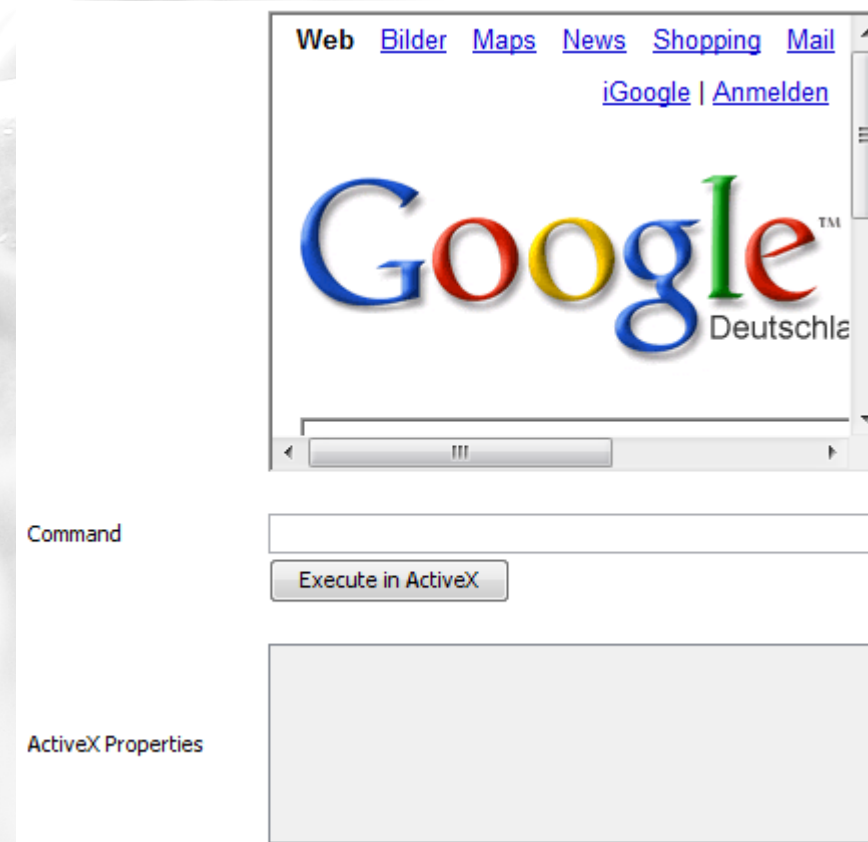 Web Bilder Maps News Shopping Mail
iGoogle | Anmelden
Google™
Deutschla
Command
Execute in ActiveX
ActiveX Properties